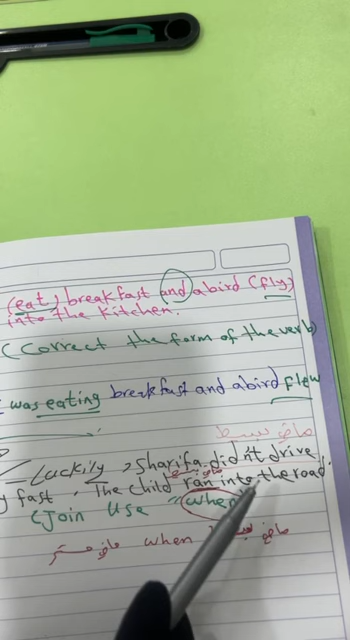 (eat) breakfast and a bird (fly)
into the kitchen.
(Correct the form of the verb)
was eating breakfast and a bird flew
ماضي بسيط
Luckily, Sharifa didn't drive
fast. The child ran into the road.
(Join Use "when
ماضي مستمر when ماضي بسيط